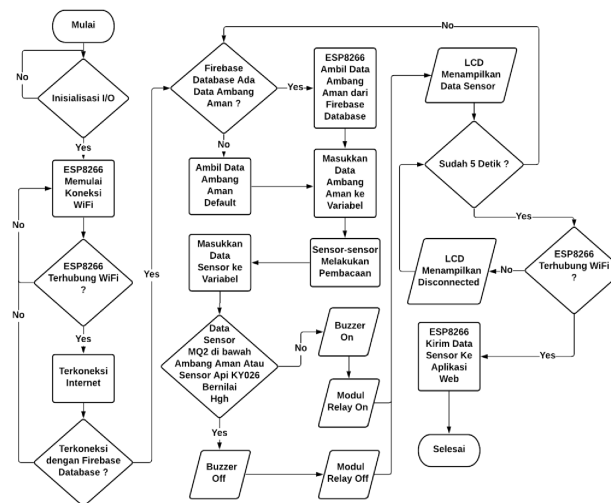 Mulai
No
Inisialisasi I/O
Yes
ESP8266
Memulai
Koneksi
WiFi
No
ESP8266
Terhubung WiFi
?
No
Yes
Terkoneksi
Internet
Terkoneksi
dengan Firebase
Database ?
Yes
Firebase
Database Ada
Data Ambang
Aman ?
Yes
ESP8266
Ambil Data
Ambang
Aman dari
Firebase
Database
No
Ambil Data
Ambang
Aman
Default
Masukkan
Data
Ambang
Aman ke
Variabel
Sensor-sensor
Melakukan
Pembacaan
Masukkan
Data
Sensor ke
Variabel
Data
Sensor
MQ2 di bawah
Ambang Aman Atau
Sensor Api KY026
Bernilai
Hgh
No
Buzzer
On
Modul
Relay On
Yes
Buzzer
Off
Modul
Relay Off
No
LCD
Menampilkan
Data Sensor
Sudah 5 Detik ?
Yes
ESP8266
Terhubung WiFi
?
No
LCD
Menampilkan
Disconnected
Yes
ESP8266
Kirim Data
Sensor Ke
Aplikasi
Web
Selesai